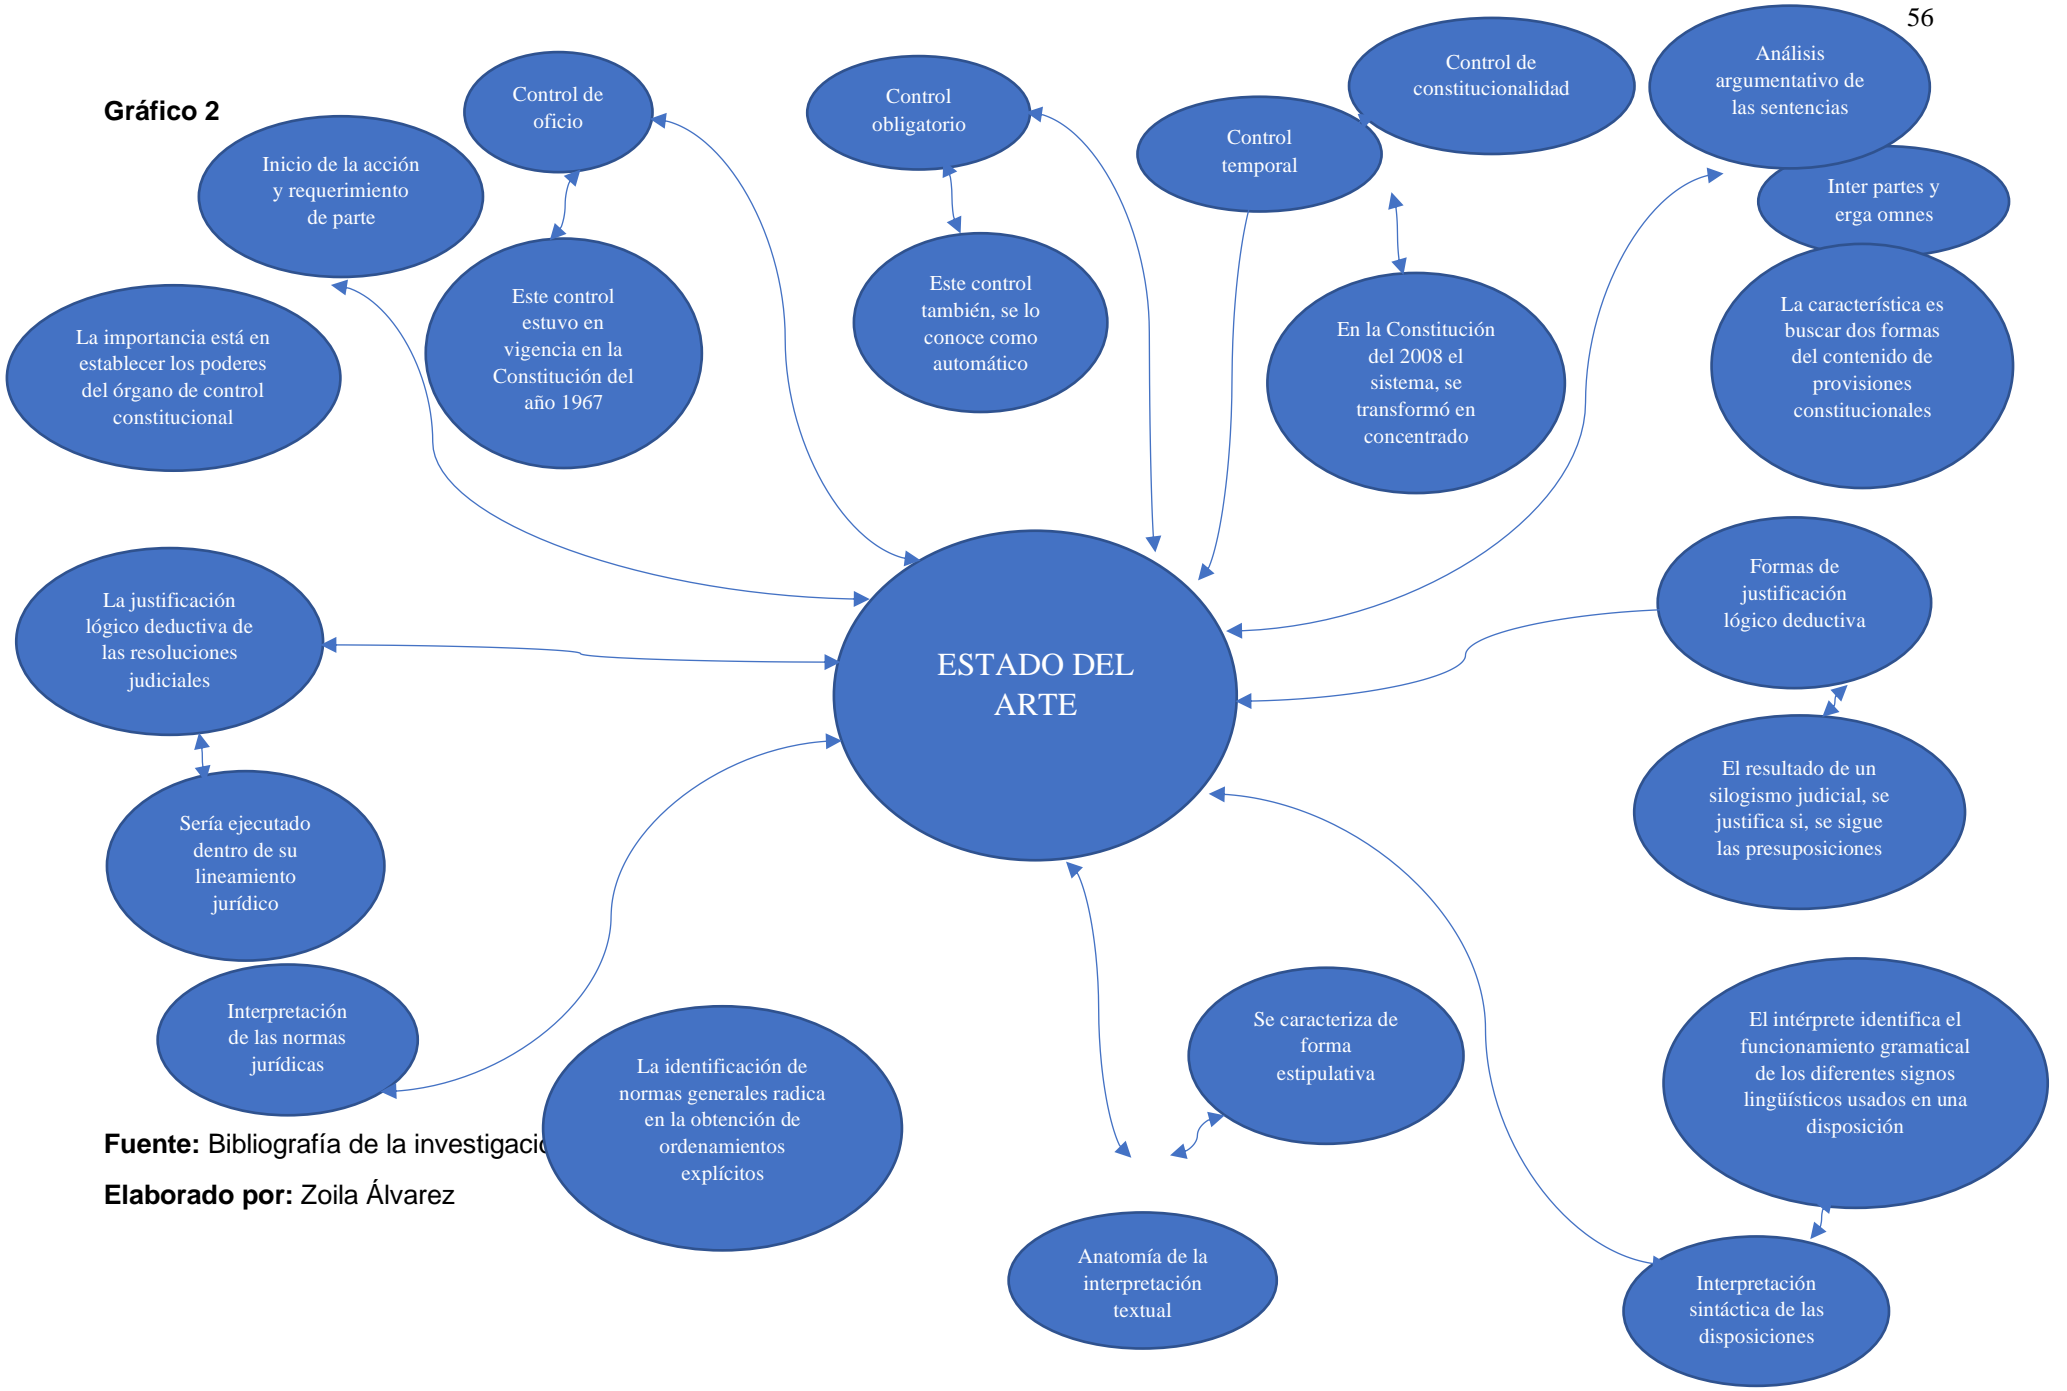 56
Gráfico 2
Control de
oficio
Control
obligatorio
Control
temporal
Control de
constitucionalidad
Análisis
argumentativo de
las sentencias
Inicio de la acción
y requerimiento
de parte
Inter partes y
erga omnes
La importancia está en
establecer los poderes
del órgano de control
constitucional
Este control
estuvo en
vigencia en la
Constitución del
año 1967
Este control
también, se lo
conoce como
automático
En la Constitución
del 2008 el
sistema, se
transformó en
concentrado
La característica es
buscar dos formas
del contenido de
provisiones
constitucionales
La justificación
lógico deductiva de
las resoluciones
judiciales
ESTADO DEL
ARTE
Formas de
justificación
lógico deductiva
Sería ejecutado
dentro de su
lineamiento
jurídico
El resultado de un
silogismo judicial, se
justifica si, se sigue
las presuposiciones
Interpretación
de las normas
jurídicas
La identificación de
normas generales radica
en la obtención de
ordenamientos
explícitos
Se caracteriza de
forma
estipulativa
El intérprete identifica el
funcionamiento gramatical
de los diferentes signos
lingüísticos usados en una
disposición
Anatomía de la
interpretación
textual
Interpretación
sintáctica de las
disposiciones
Fuente: Bibliografía de la
Elaborado por: Zoila Álvarez